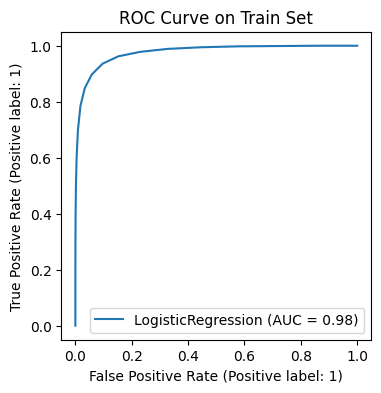 ROC Curve on Train Set
True Positive Rate (Positive label: 1)
1.0
0.8
0.6
0.4
0.2
0.0
LogisticRegression (AUC = 0.98)
0.0 0.2 0.4 0.6 0.8 1.0
False Positive Rate (Positive label: 1)